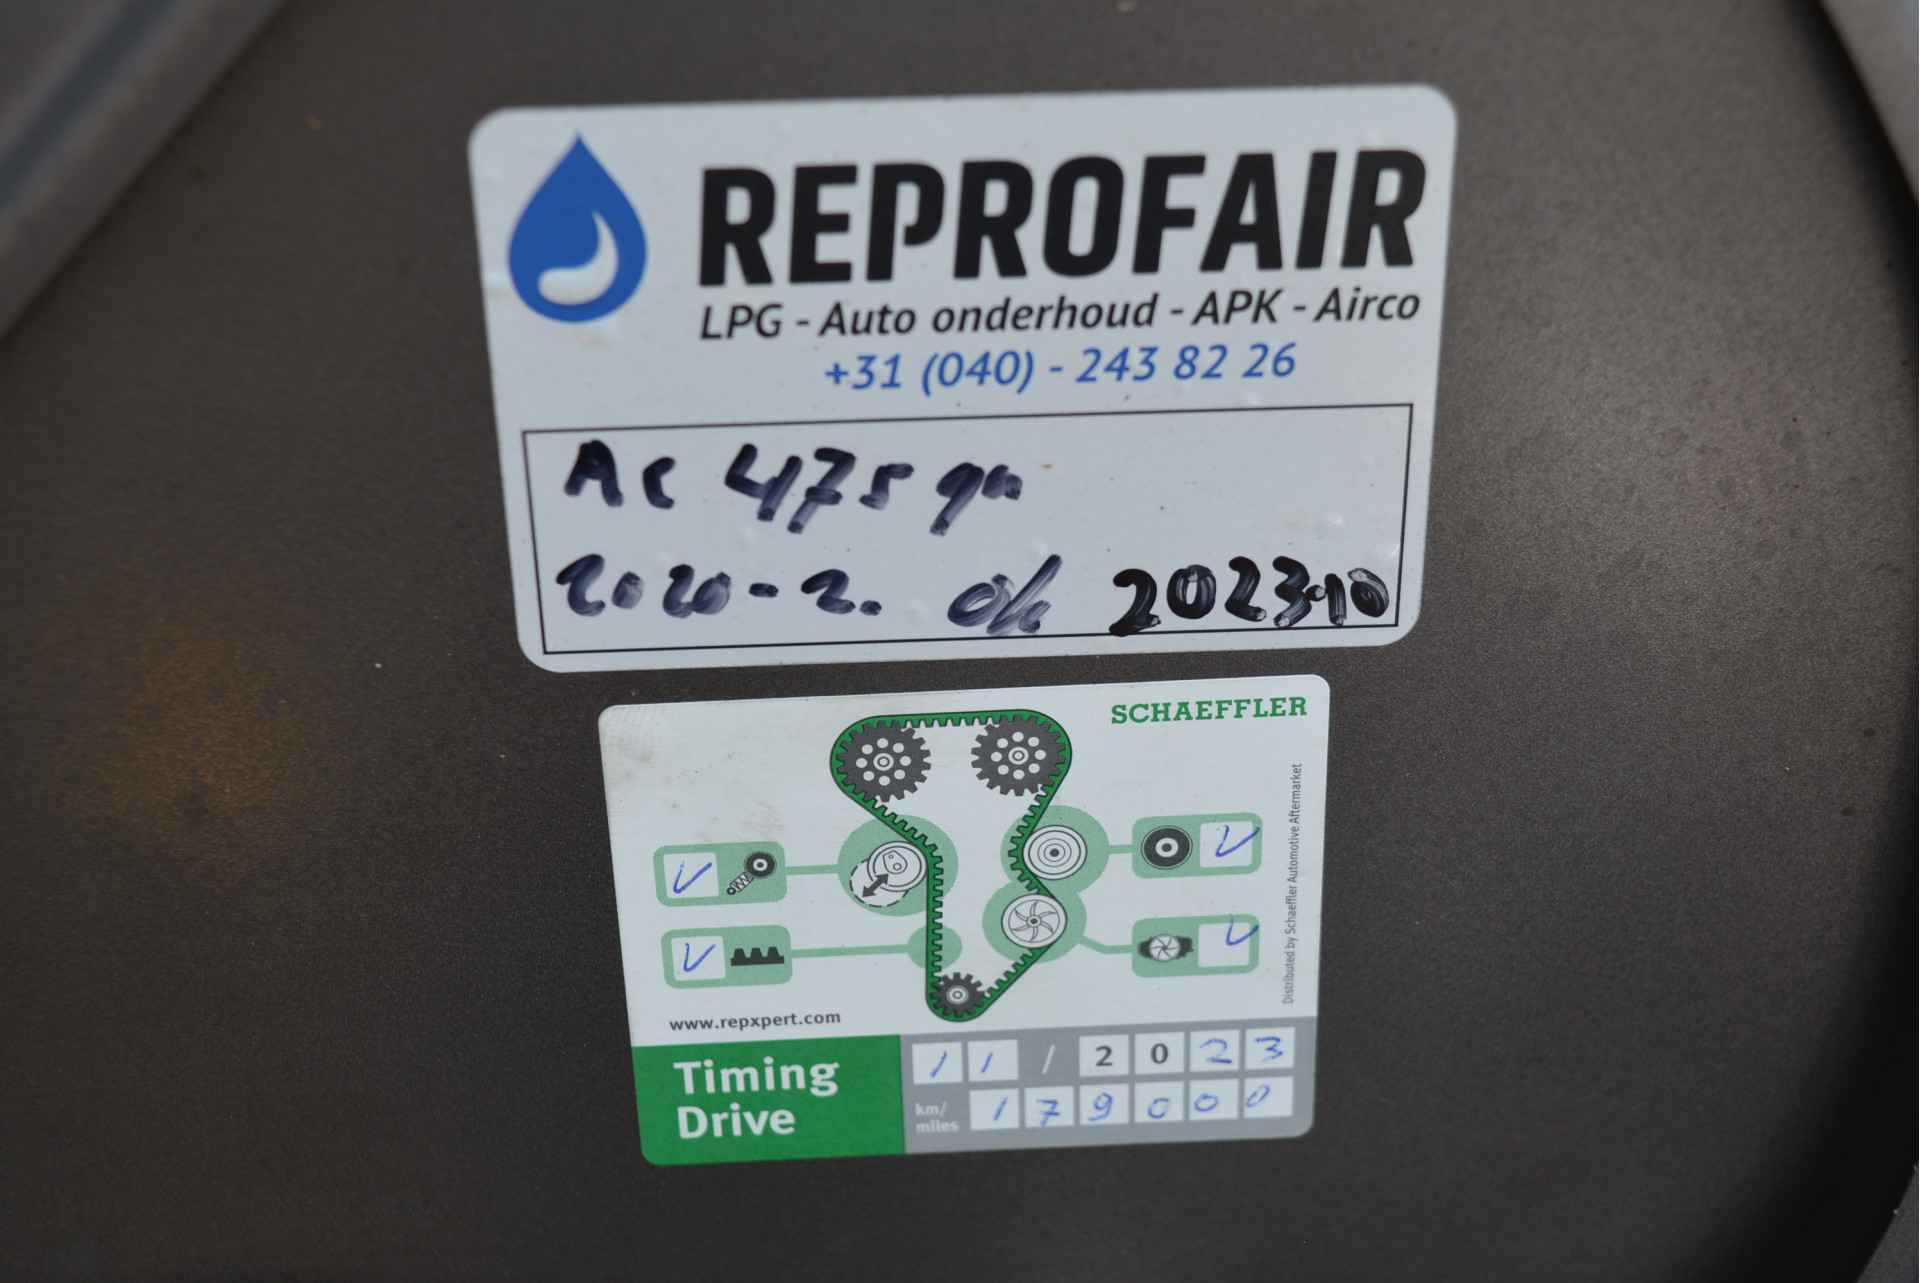 REPROFAIR
LPG - Auto onderhoud - APK - Airco
+31 (040) - 243 82 26
Ac 475 gr
2020-2. ok 2023-10
SCHAEFFLER
Distributed by Schaeffler Automotive Aftermarket
www.repxpert.com
Timing
Drive
11 / 2023
km/
miles
179000